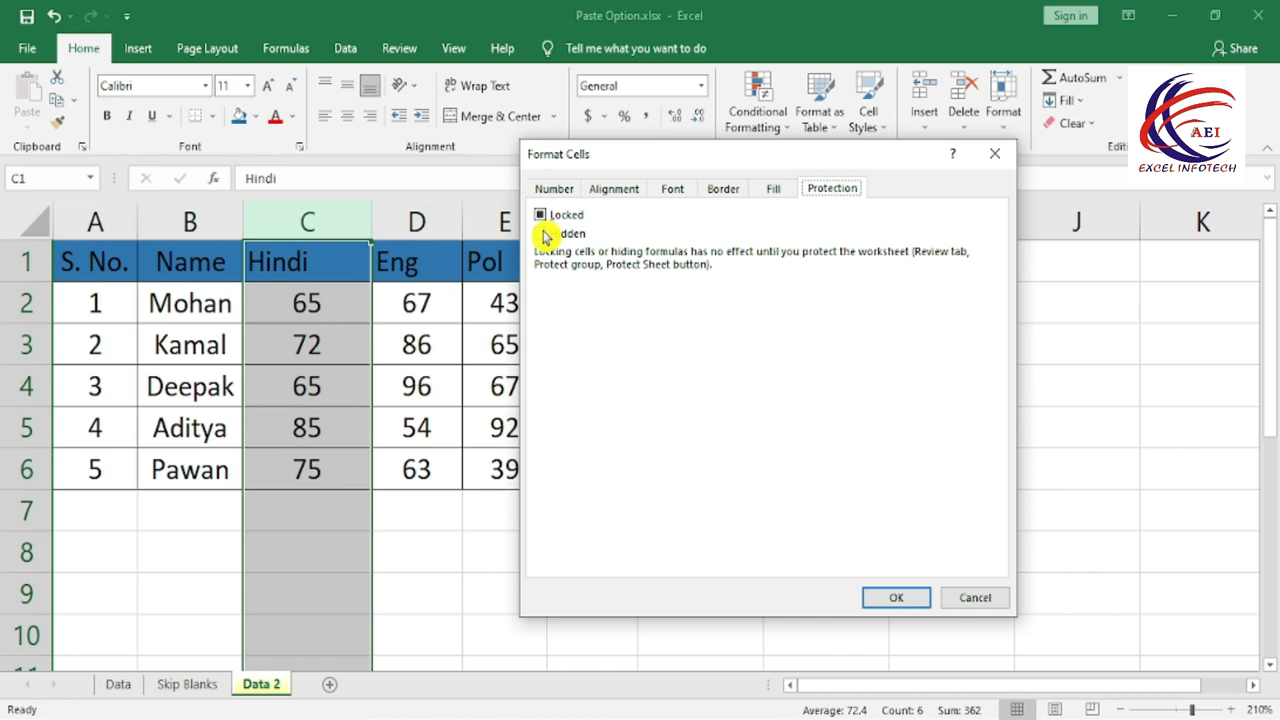 Paste Option.xlsx - Excel
Sign in
File Home Insert Page Layout Formulas Data Review View Help Tell me what you want to do Share
Paste
Clipboard
Calibri 11 A A
B I U A
Font
Wrap Text
Merge & Center
Alignment
General
$ % ,
Conditional Formatting
Format as Table
Cell Styles
Insert Delete Format
AutoSum
Fill
Clear
AEI
EXCEL INFOTECH
C1 fx Hindi
A B C D E J K
1 S. No. Name Hindi Eng Pol
2 1 Mohan 65 67 43
3 2 Kamal 72 86 65
4 3 Deepak 65 96 67
5 4 Aditya 85 54 92
6 5 Pawan 75 63 39
7
8
9
10
Format Cells ?
Number Alignment Font Border Fill Protection
Locked
Locking cells or hiding formulas has no effect until you protect the worksheet (Review tab,
Protect group, Protect Sheet button).
OK Cancel
Data Skip Blanks Data 2
Ready Average: 72.4 Count: 6 Sum: 362 210%